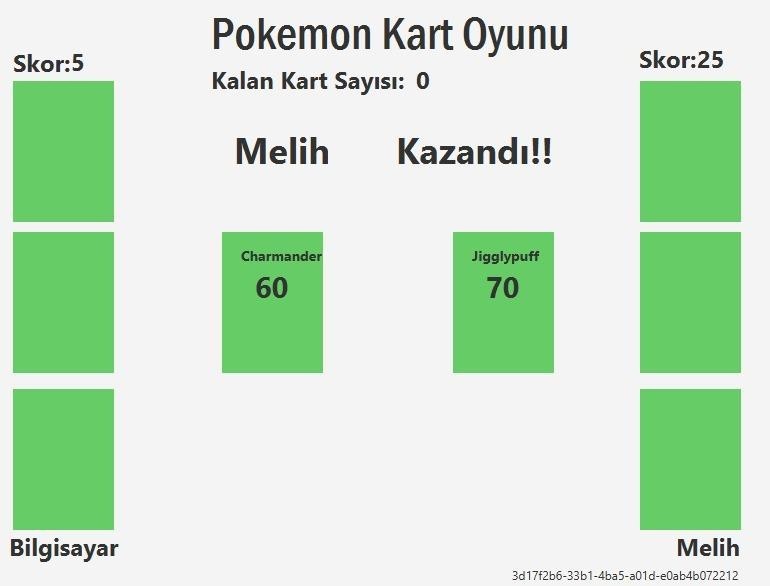 Pokemon Kart Oyunu
Skor:5
Skor:25
Kalan Kart Sayısı: 0
Melih Kazandı!!
Charmander
60
Jigglypuff
70
Bilgisayar
Melih
3d17f2b6-33b1-4ba5-a01d-e0ab4b072212